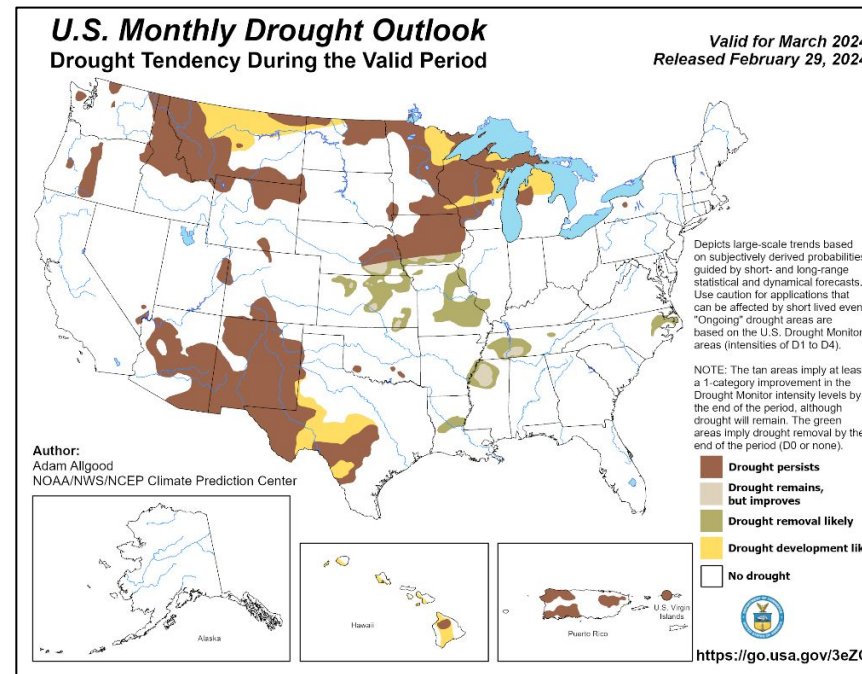 U.S. Monthly Drought Outlook
Drought Tendency During the Valid Period
Valid for March 2024
Released February 29, 2024
Depicts large-scale trends based
on subjectively derived probabilities
guided by short- and long-range
statistical and dynamical forecasts.
Use caution for applications that
can be affected by short lived even
"Ongoing" drought areas are
based on the U.S. Drought Monitor
areas (intensities of D1 to D4).
NOTE: The tan areas imply at least
a 1-category improvement in the
Drought Monitor intensity levels by
the end of the period, although
drought will remain. The green
areas imply drought removal by the
end of the period (D0 or none).
Author:
Adam Allgood
NOAA/NWS/NCEP Climate Prediction Center
Drought persists
Drought remains,
but improves
Drought removal likely
Drought development lik
No drought
Alaska
Hawaii
Puerto Rico
U.S. Virgin
Islands